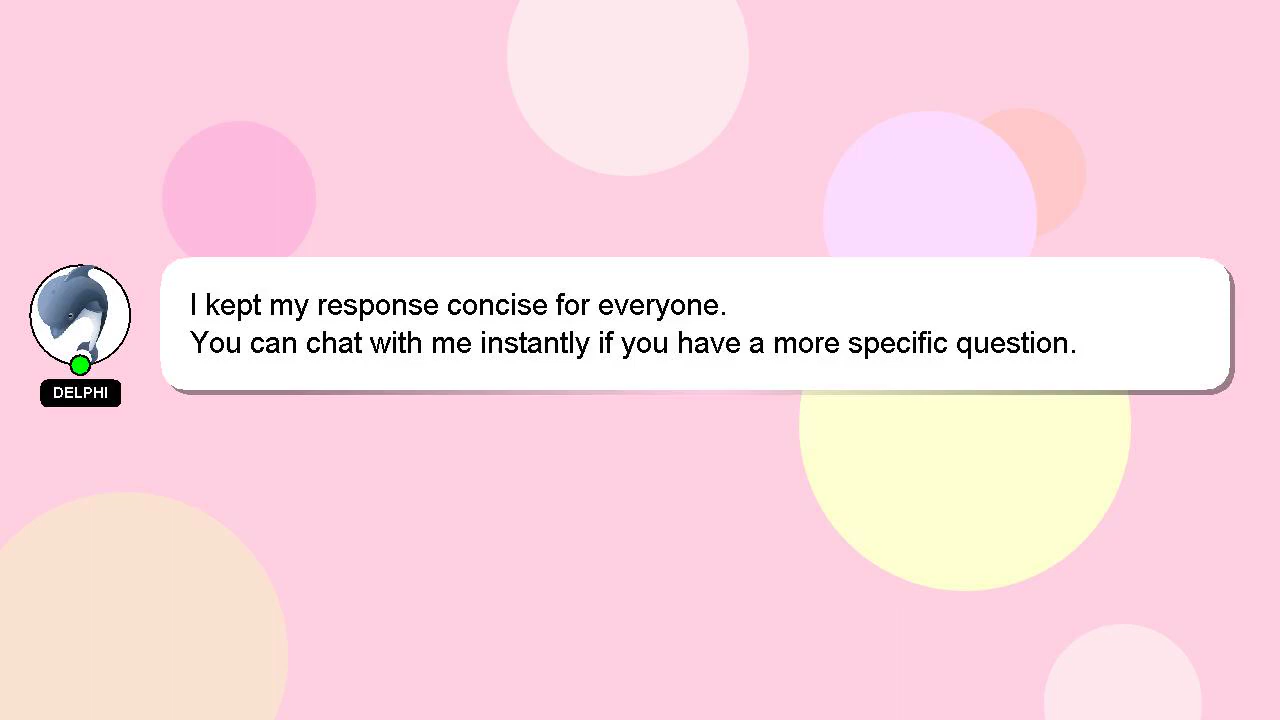 I kept my response concise for everyone.
You can chat with me instantly if you have a more specific question.
DELPHI